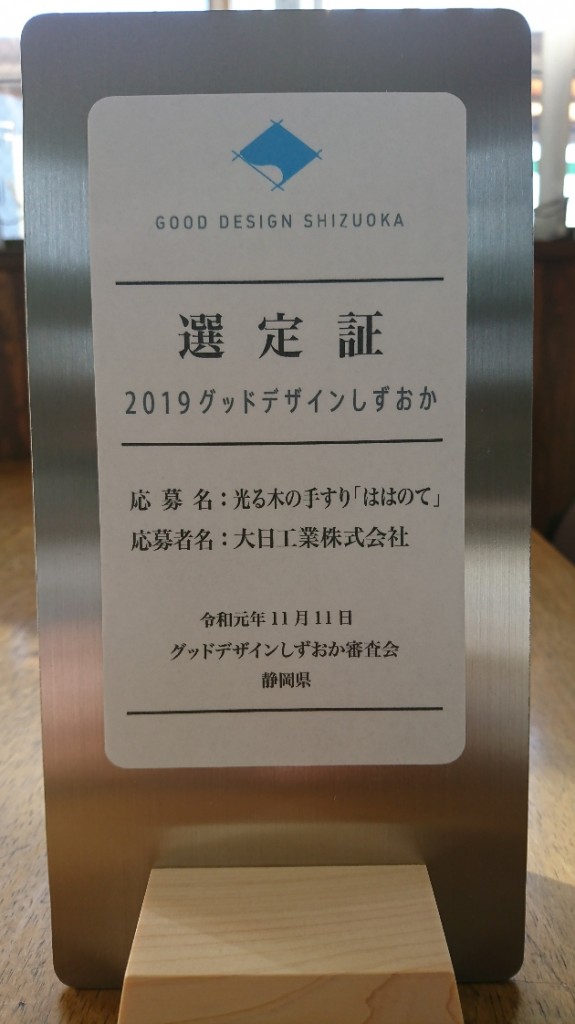 GOOD DESIGN SHIZUOKA
選定証
2019グッドデザインしずおか
応募名：光る木の手すり「ははのて」
応募者名：大日工業株式会社
令和元年11月11日
グッドデザインしずおか審査会
静岡県